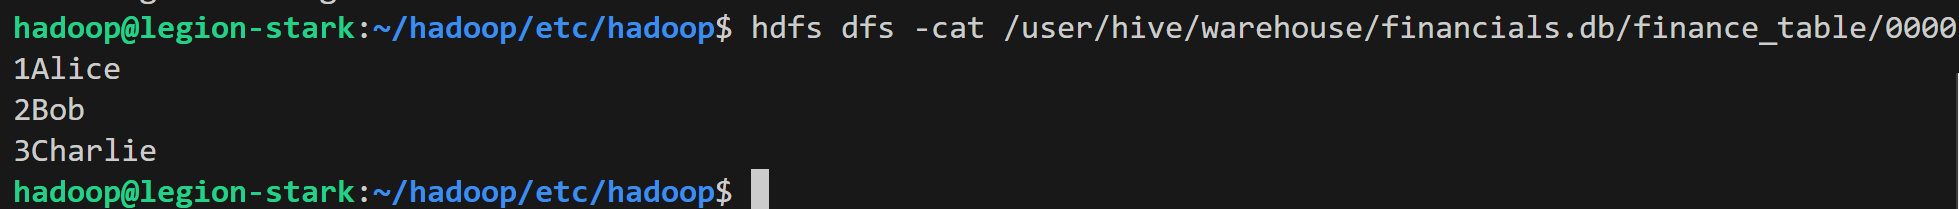 hadoop@legion-stark:~/hadoop/etc/hadoop$ hdfs dfs -cat /user/hive/warehouse/financials.db/finance_table/0000
1Alice
2Bob
3Charlie
hadoop@legion-stark:~/hadoop/etc/hadoop$